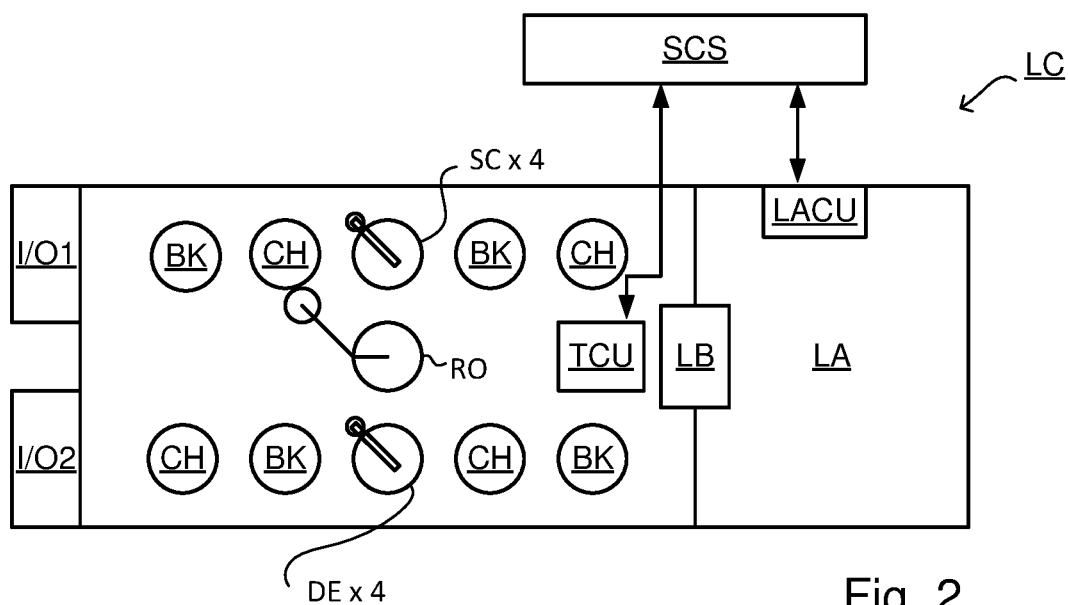 SCS
LC
SC x 4
LACU
I/O1
BK
CH
BK
CH
RO
TCU
LB
LA
I/O2
CH
BK
CH
BK
DE x 4
Fig. 2